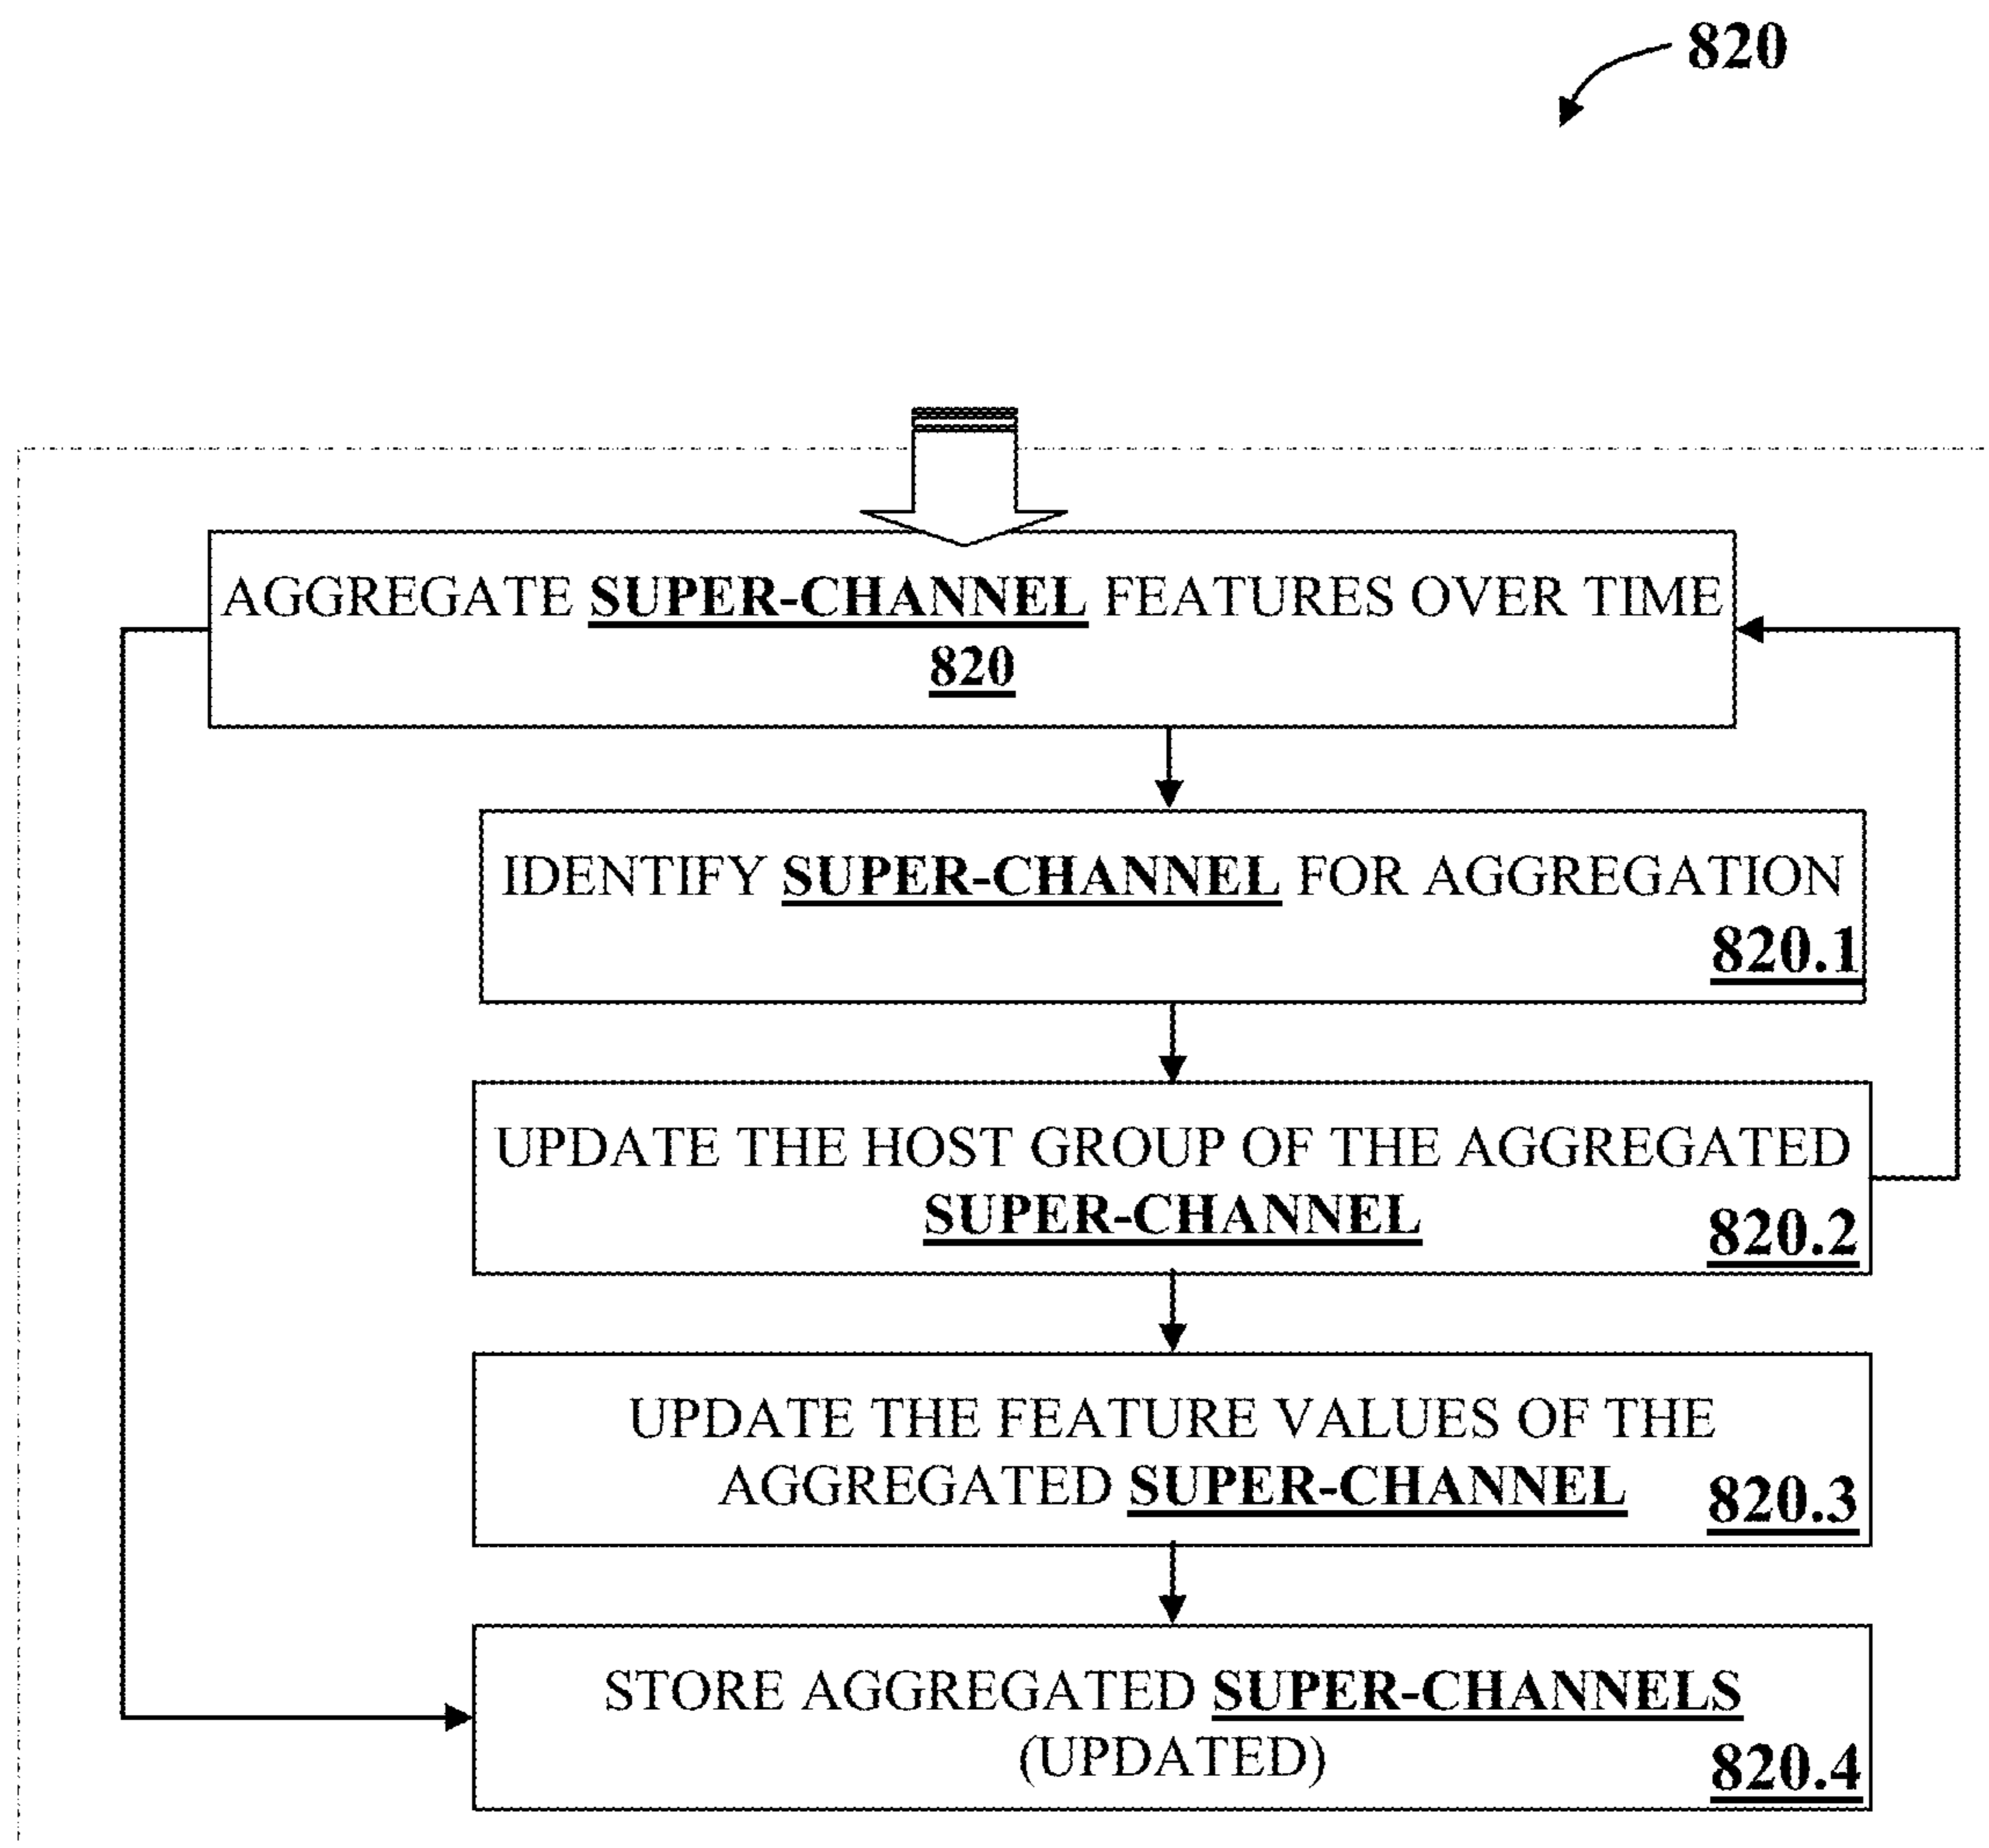 820
AGGREGATE SUPER-CHANNEL FEATURES OVER TIME
820
IDENTIFY SUPER-CHANNEL FOR AGGREGATION
820.1
UPDATE THE HOST GROUP OF THE AGGREGATED
SUPER-CHANNEL
820.2
UPDATE THE FEATURE VALUES OF THE
AGGREGATED SUPER-CHANNEL
820.3
STORE AGGREGATED SUPER-CHANNELS
(UPDATED)
820.4